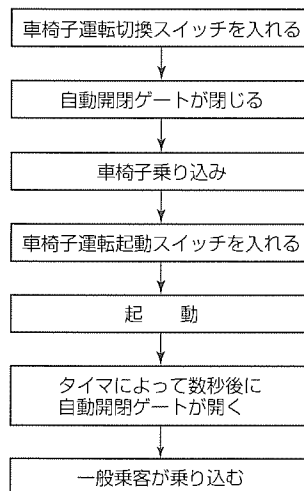 車椅子運転切換スイッチを入れる
自動開閉ゲートが閉じる
車椅子乗り込み
車椅子運転起動スイッチを入れる
起　動
タイマによって数秒後に
自動開閉ゲートが開く
一般乗客が乗り込む